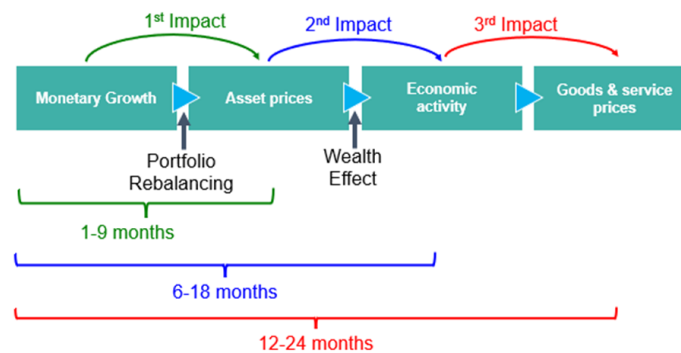 1st Impact
2nd Impact
3rd Impact
Monetary Growth
Asset prices
Economic
activity
Goods & service
prices
Portfolio
Rebalancing
Wealth
Effect
1-9 months
6-18 months
12-24 months